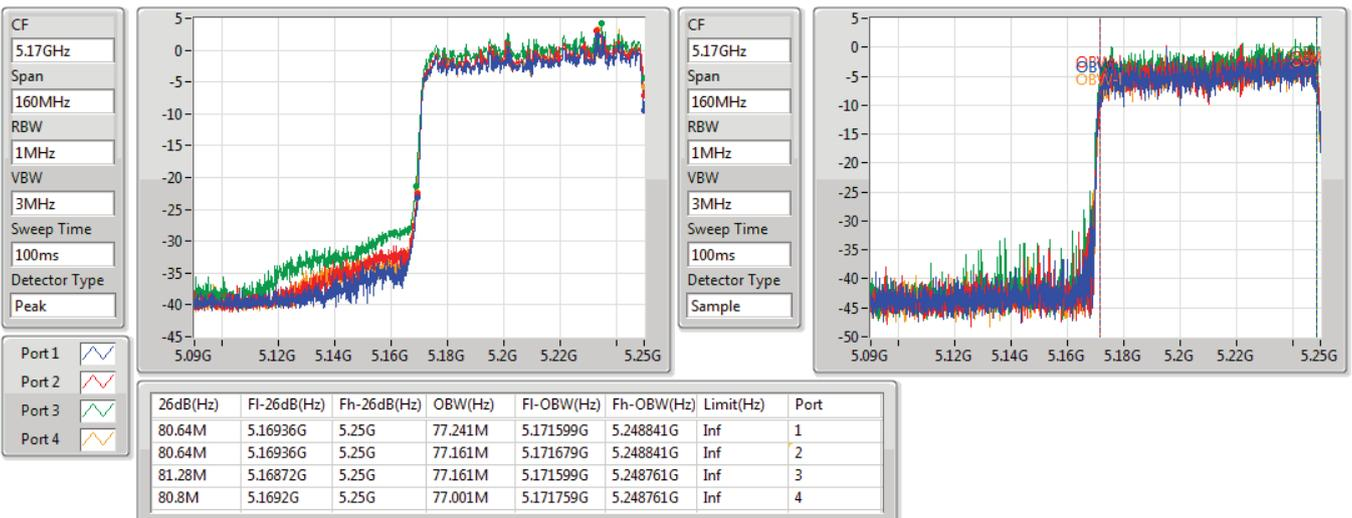 CF
5.17GHz
Span
160MHz
RBW
1MHz
VBW
3MHz
Sweep Time
100ms
Detector Type
Peak
5
0
-5
-10
-15
-20
-25
-30
-35
-40
-45
5.09G 5.12G 5.14G 5.16G 5.18G 5.2G 5.22G 5.25G
CF
5.17GHz
Span
160MHz
RBW
1MHz
VBW
3MHz
Sweep Time
100ms
Detector Type
Sample
5
0
-5
-10
-15
-20
-25
-30
-35
-40
-45
-50
5.09G 5.12G 5.14G 5.16G 5.18G 5.2G 5.22G 5.25G
Port 1
Port 2
Port 3
Port 4
26dB(Hz) Fl-26dB(Hz) Fh-26dB(Hz) OBW(Hz) Fl-OBW(Hz) Fh-OBW(Hz) Limit(Hz) Port
80.64M 5.16936G 5.25G 77.241M 5.171599G 5.248841G Inf 1
80.64M 5.16936G 5.25G 77.161M 5.171679G 5.248841G Inf 2
81.28M 5.16872G 5.25G 77.161M 5.171599G 5.248761G Inf 3
80.8M 5.1692G 5.25G 77.001M 5.171759G 5.248761G Inf 4